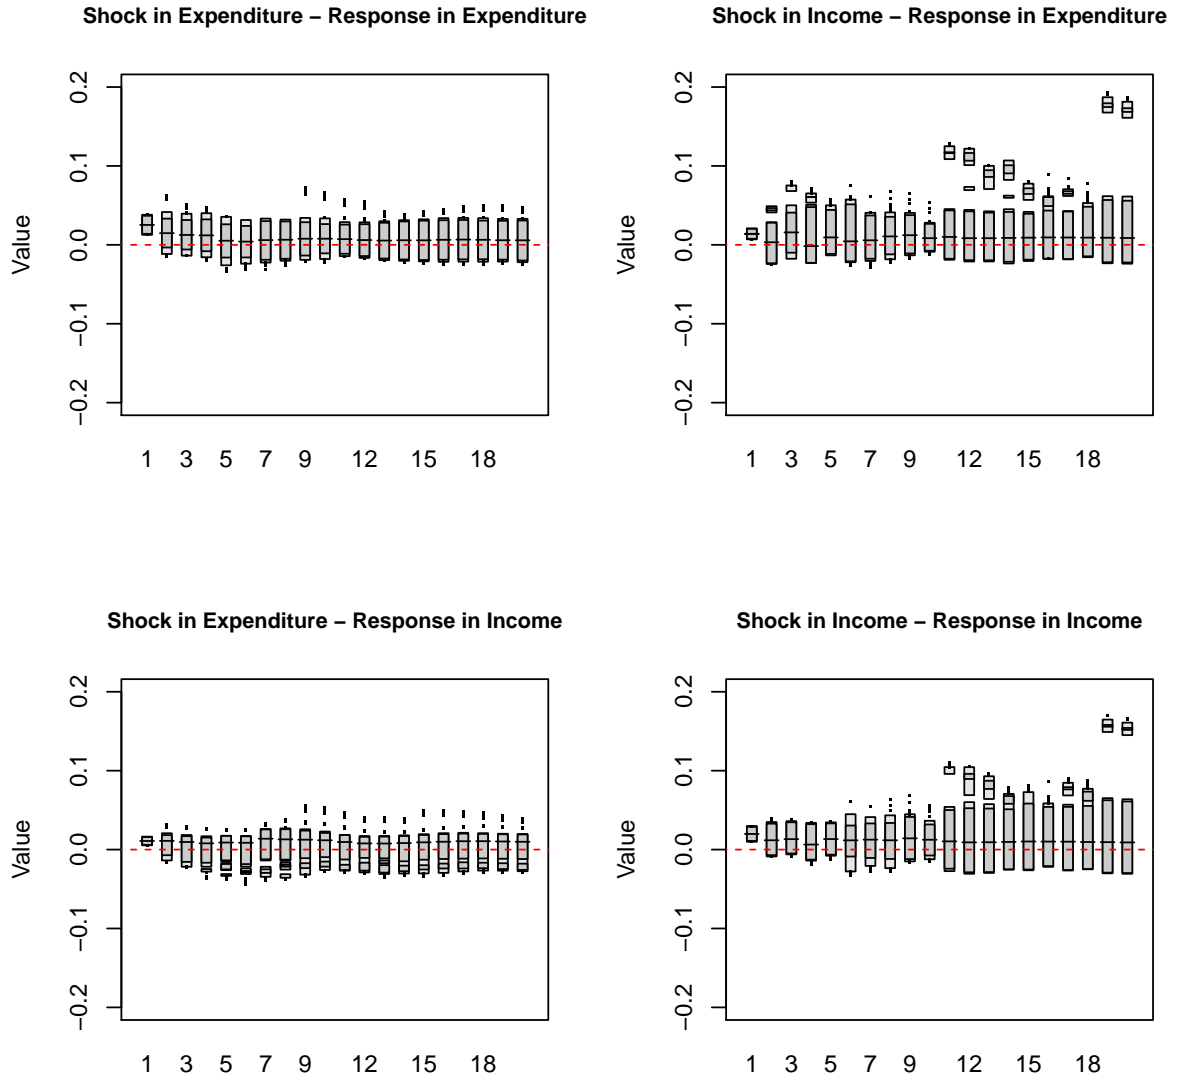 Shock in Expenditure − Response in Expenditure
Value
0.2
0.1
0.0
−0.1
−0.2
1 3 5 7 9 12 15 18
Shock in Income − Response in Expenditure
Value
0.2
0.1
0.0
−0.1
−0.2
1 3 5 7 9 12 15 18
Shock in Expenditure − Response in Income
Value
0.2
0.1
0.0
−0.1
−0.2
1 3 5 7 9 12 15 18
Shock in Income − Response in Income
Value
0.2
0.1
0.0
−0.1
−0.2
1 3 5 7 9 12 15 18